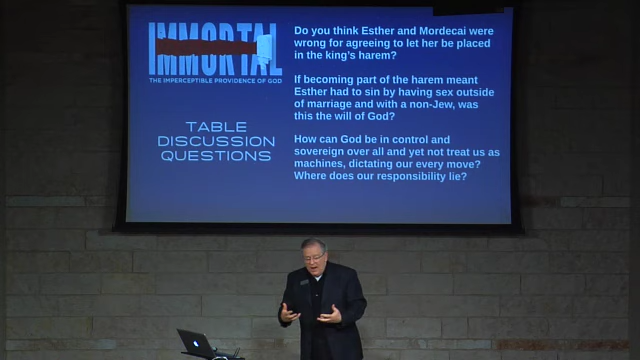 IMMORTAL
THE IMPERCEPTIBLE PROVIDENCE OF GOD
TABLE
DISCUSSION
QUESTIONS
Do you think Esther and Mordecai were
wrong for agreeing to let her be placed
in the king's harem?
If becoming part of the harem meant
Esther had to sin by having sex outside
of marriage and with a non-Jew, was
this the will of God?
How can God be in control and
sovereign over all and yet not treat us as
machines, dictating our every move?
Where does our responsibility lie?